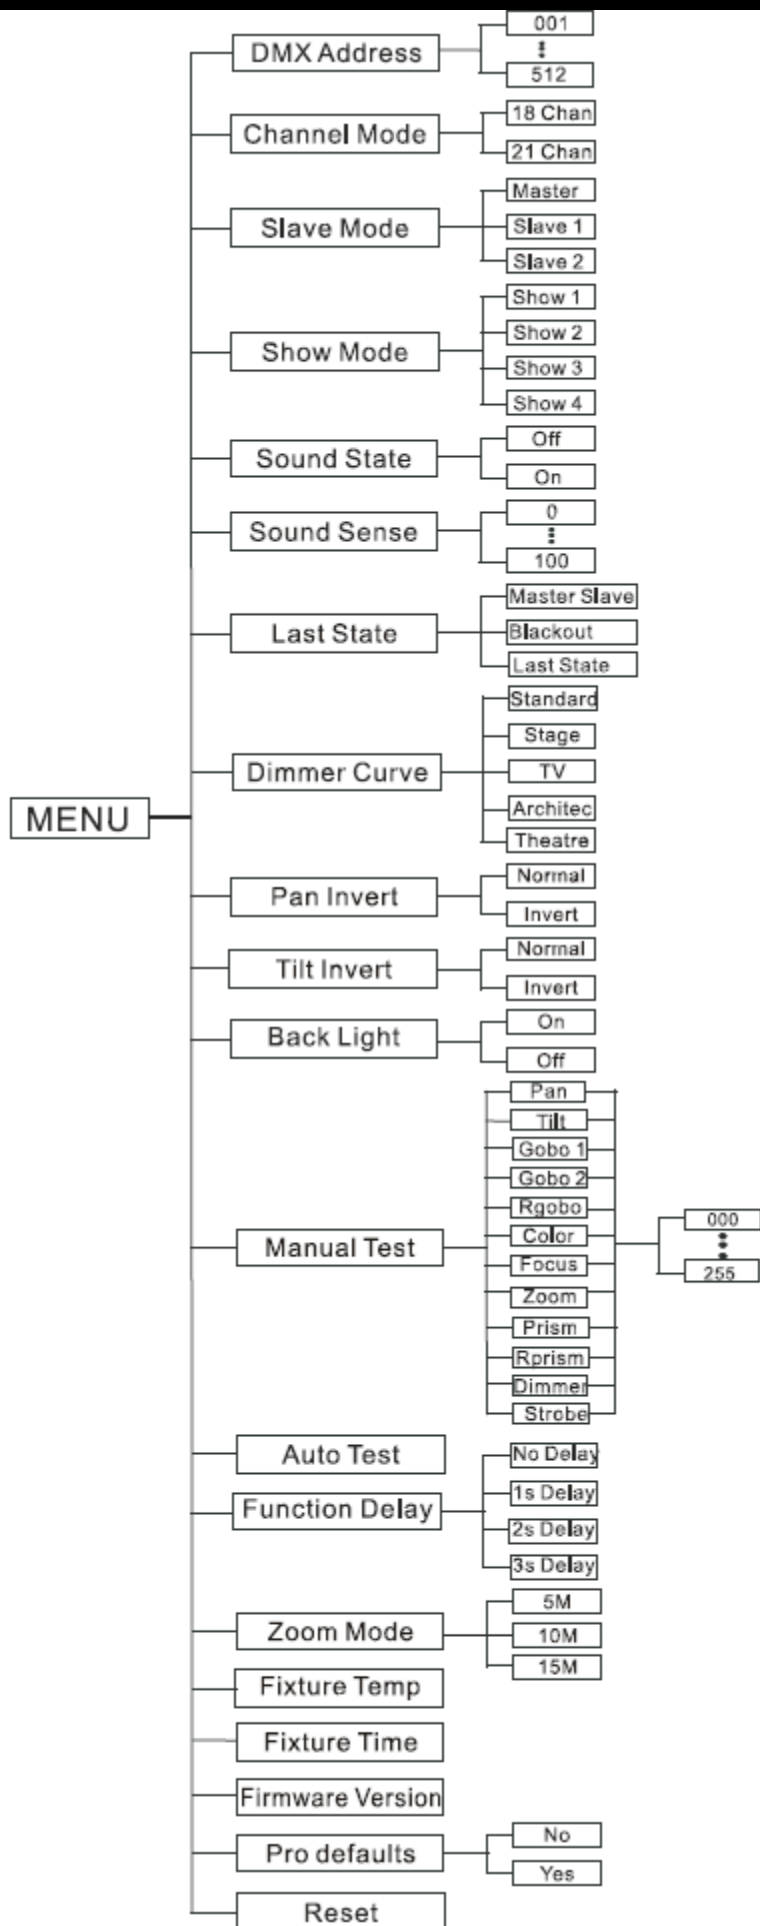 MENU
DMX Address
001
512
Channel Mode
18 Chan
21 Chan
Slave Mode
Master
Slave 1
Slave 2
Show Mode
Show 1
Show 2
Show 3
Show 4
Sound State
Off
On
Sound Sense
0
100
Last State
Master Slave
Blackout
Last State
Dimmer Curve
Standard
Stage
TV
Architec
Theatre
Pan Invert
Normal
Invert
Tilt Invert
Normal
Invert
Back Light
On
Off
Manual Test
Pan
Tilt
Gobo 1
Gobo 2
Rgobo
Color
Focus
Zoom
Prism
Rprism
Dimmer
Strobe
000
255
Auto Test
Function Delay
No Delay
1s Delay
2s Delay
3s Delay
Zoom Mode
5M
10M
15M
Fixture Temp
Fixture Time
Firmware Version
Pro defaults
No
Yes
Reset